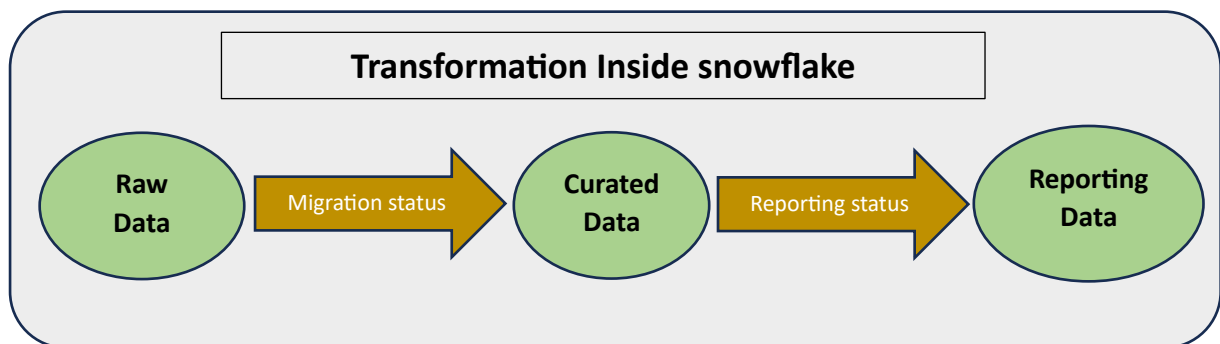 Transformation Inside snowflake
Raw
Data
Migration status
Curated
Data
Reporting status
Reporting
Data